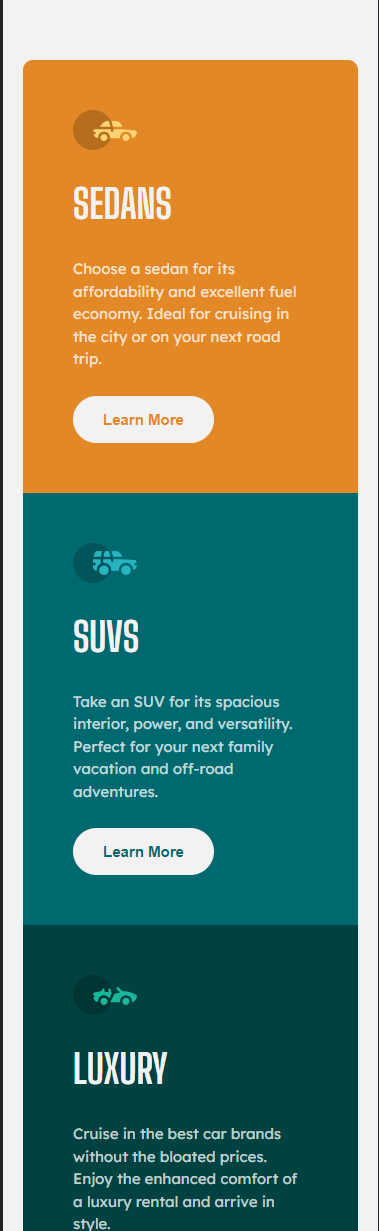 SEDANS
Choose a sedan for its
affordability and excellent fuel
economy. Ideal for cruising in
the city or on your next road
trip.
Learn More
SUVS
Take an SUV for its spacious
interior, power, and versatility.
Perfect for your next family
vacation and off-road
adventures.
Learn More
LUXURY
Cruise in the best car brands
without the bloated prices.
Enjoy the enhanced comfort of
a luxury rental and arrive in
style.